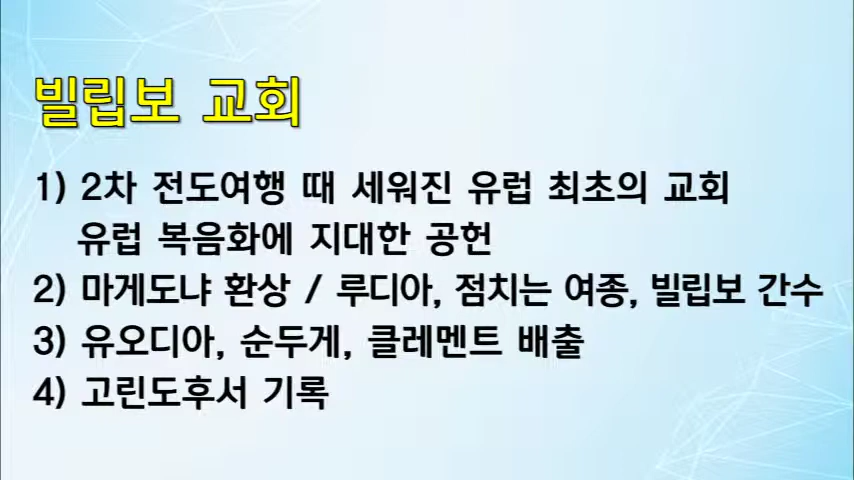 빌립보 교회
1) 2차 전도여행 때 세워진 유럽 최초의 교회
유럽 복음화에 지대한 공헌
2) 마게도냐 환상 / 루디아, 점치는 여종, 빌립보 간수
3) 유오디아, 순두게, 클레멘트 배출
4) 고린도후서 기록